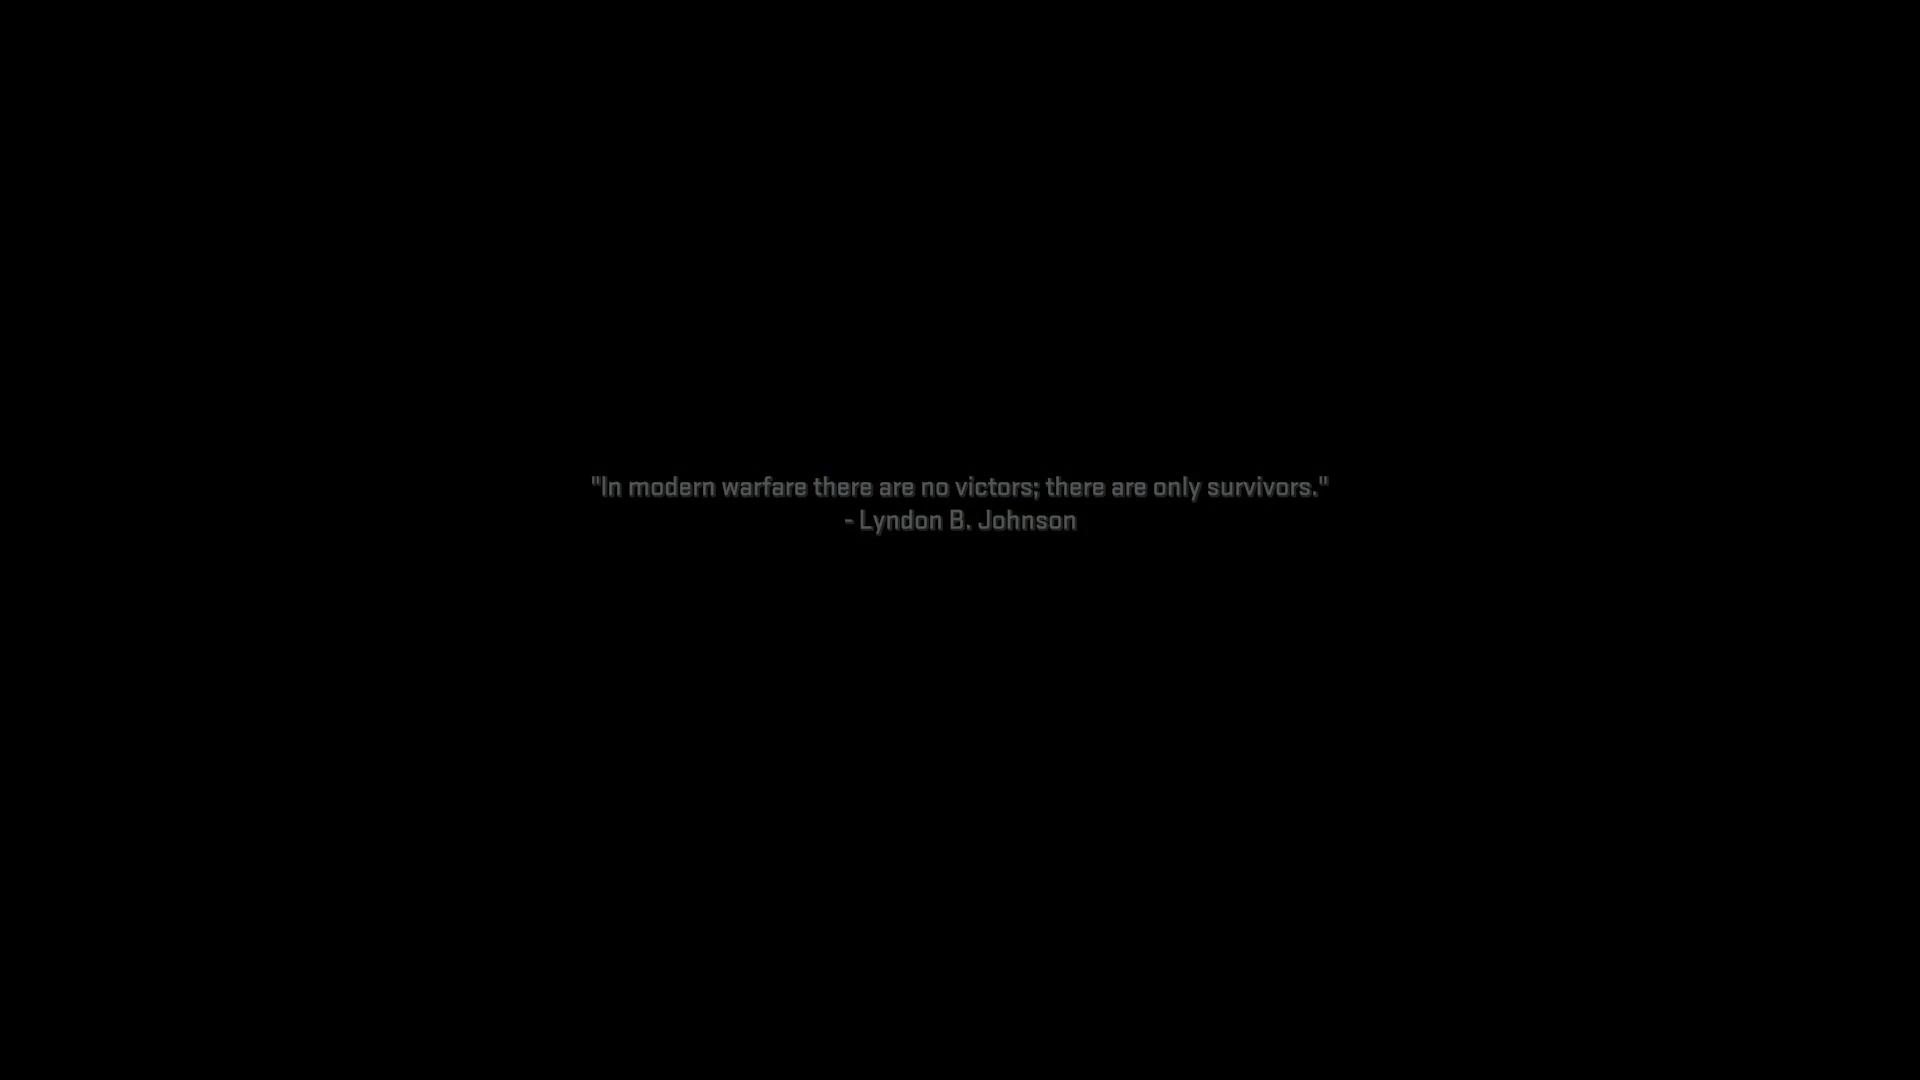 "In modern warfare there are no victors; there are only survivors."
- Lyndon B. Johnson